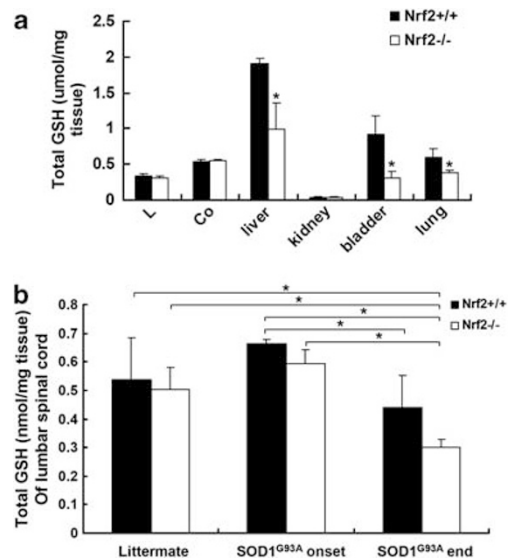 a
Nrf2+/+
Nrf2-/-
Total GSH (umol/mg
tissue)
2.5
2
1.5
1
0.5
0
*
*
*
L
Co
liver
kidney
bladder
lung
b
Nrf2+/+
Nrf2-/-
Total GSH (nmol/mg tissue)
Of lumbar spinal cord
0.8
0.7
0.6
0.5
0.4
0.3
0.2
0.1
0
*
*
*
*
*
Littermate
SOD1G93A onset
SOD1G93A end